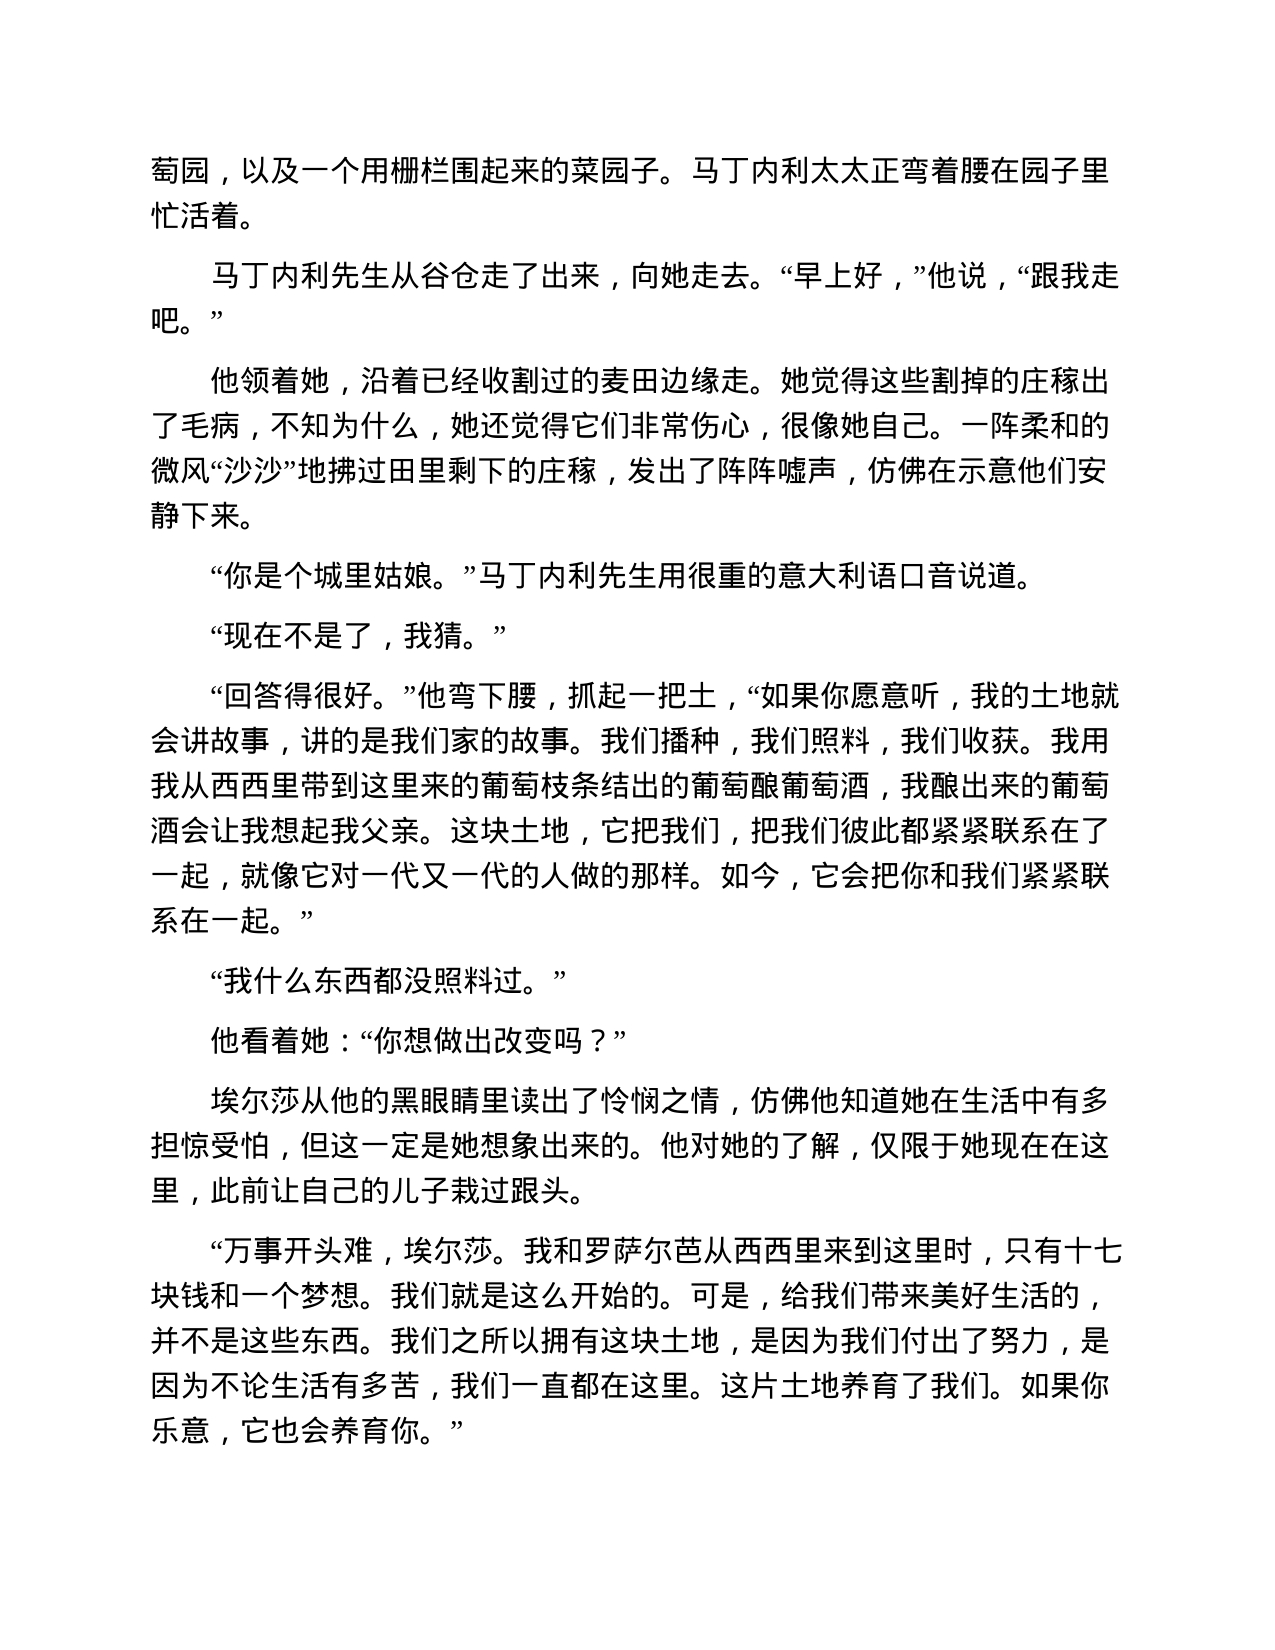 萄园，以及一个用栅栏围起来的菜园子。马丁内利太太正弯着腰在园子里
忙活着。
马丁内利先生从谷仓走了出来，向她走去。“早上好，”他说，“跟我走
吧。”
他领着她，沿着已经收割过的麦田边缘走。她觉得这些割掉的庄稼出
了毛病，不知为什么，她还觉得它们非常伤心，很像她自己。一阵柔和的
微风“沙沙”地拂过田里剩下的庄稼，发出了阵阵嘘声，仿佛在示意他们安
静下来。
“你是个城里姑娘。”马丁内利先生用很重的意大利语口音说道。
“现在不是了，我猜。”
“回答得很好。”他弯下腰，抓起一把土，“如果你愿意听，我的土地就
会讲故事，讲的是我们家的故事。我们播种，我们照料，我们收获。我用
我从西西里带到这里来的葡萄枝条结出的葡萄酿葡萄酒，我酿出来的葡萄
酒会让我想起我父亲。这块土地，它把我们，把我们彼此都紧紧联系在了
一起，就像它对一代又一代的人做的那样。如今，它会把你和我们紧紧联
系在一起。”
“我什么东西都没照料过。”
他看着她：“你想做出改变吗？”
埃尔莎从他的黑眼睛里读出了怜悯之情，仿佛他知道她在生活中有多
担惊受怕，但这一定是她想象出来的。他对她的了解，仅限于她现在在这
里，此前让自己的儿子栽过跟头。
“万事开头难，埃尔莎。我和罗萨尔芭从西西里来到这里时，只有十七
块钱和一个梦想。我们就是这么开始的。可是，给我们带来美好生活的，
并不是这些东西。我们之所以拥有这块土地，是因为我们付出了努力，是
因为不论生活有多苦，我们一直都在这里。这片土地养育了我们。如果你
乐意，它也会养育你。”